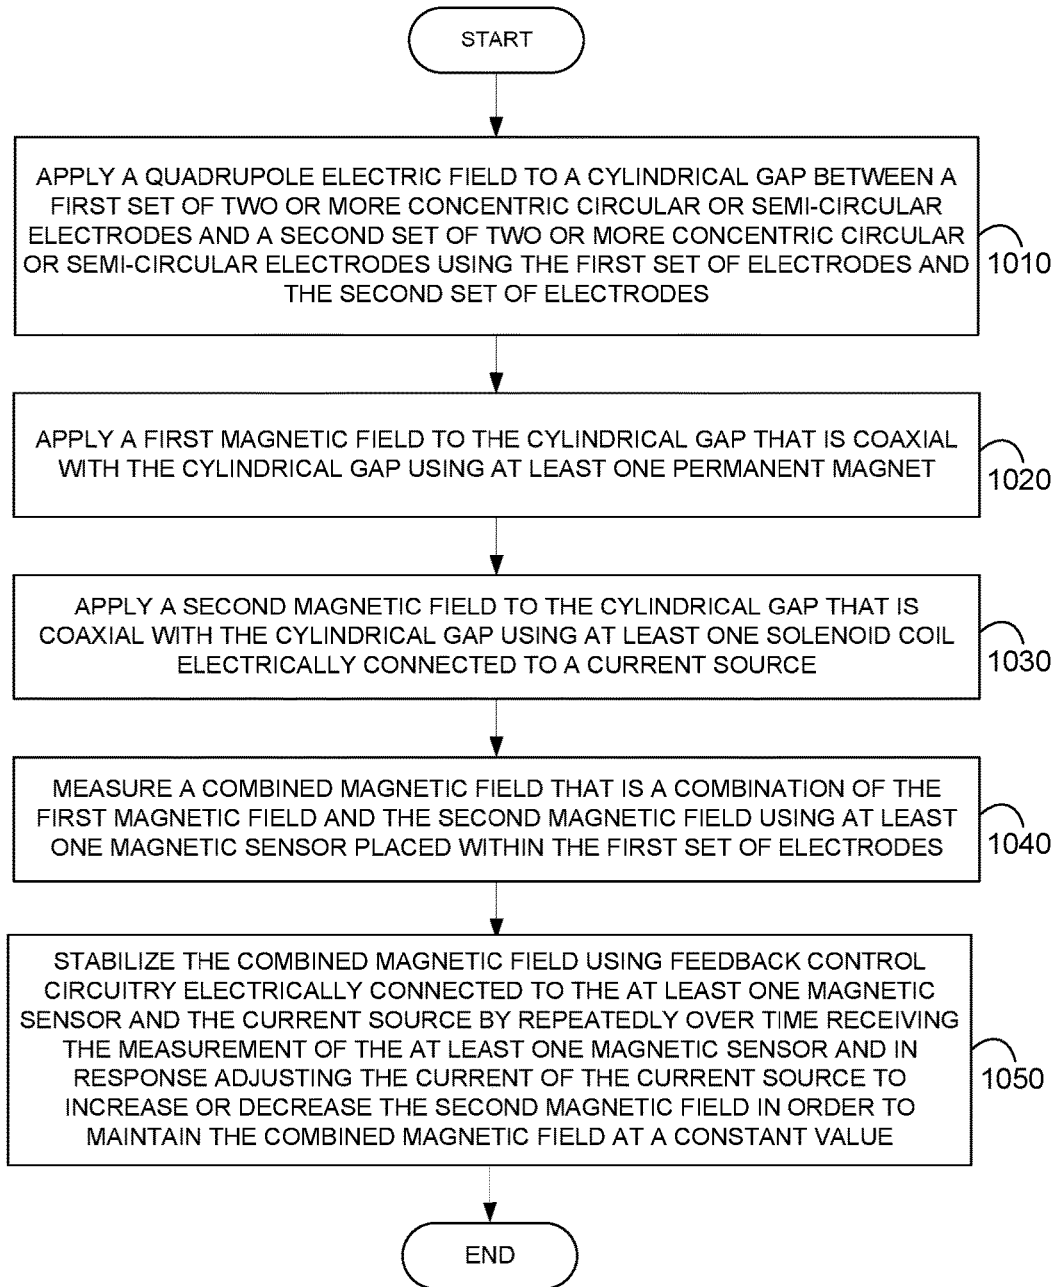 START
APPLY A QUADRUPOLE ELECTRIC FIELD TO A CYLINDRICAL GAP BETWEEN A
FIRST SET OF TWO OR MORE CONCENTRIC CIRCULAR OR SEMI-CIRCULAR
ELECTRODES AND A SECOND SET OF TWO OR MORE CONCENTRIC CIRCULAR
OR SEMI-CIRCULAR ELECTRODES USING THE FIRST SET OF ELECTRODES AND
THE SECOND SET OF ELECTRODES
1010
APPLY A FIRST MAGNETIC FIELD TO THE CYLINDRICAL GAP THAT IS COAXIAL
WITH THE CYLINDRICAL GAP USING AT LEAST ONE PERMANENT MAGNET
1020
APPLY A SECOND MAGNETIC FIELD TO THE CYLINDRICAL GAP THAT IS
COAXIAL WITH THE CYLINDRICAL GAP USING AT LEAST ONE SOLENOID COIL
ELECTRICALLY CONNECTED TO A CURRENT SOURCE
1030
MEASURE A COMBINED MAGNETIC FIELD THAT IS A COMBINATION OF THE
FIRST MAGNETIC FIELD AND THE SECOND MAGNETIC FIELD USING AT LEAST
ONE MAGNETIC SENSOR PLACED WITHIN THE FIRST SET OF ELECTRODES
1040
STABILIZE THE COMBINED MAGNETIC FIELD USING FEEDBACK CONTROL
CIRCUITRY ELECTRICALLY CONNECTED TO THE AT LEAST ONE MAGNETIC
SENSOR AND THE CURRENT SOURCE BY REPEATEDLY OVER TIME RECEIVING
THE MEASUREMENT OF THE AT LEAST ONE MAGNETIC SENSOR AND IN
RESPONSE ADJUSTING THE CURRENT OF THE CURRENT SOURCE TO
INCREASE OR DECREASE THE SECOND MAGNETIC FIELD IN ORDER TO
MAINTAIN THE COMBINED MAGNETIC FIELD AT A CONSTANT VALUE
1050
END